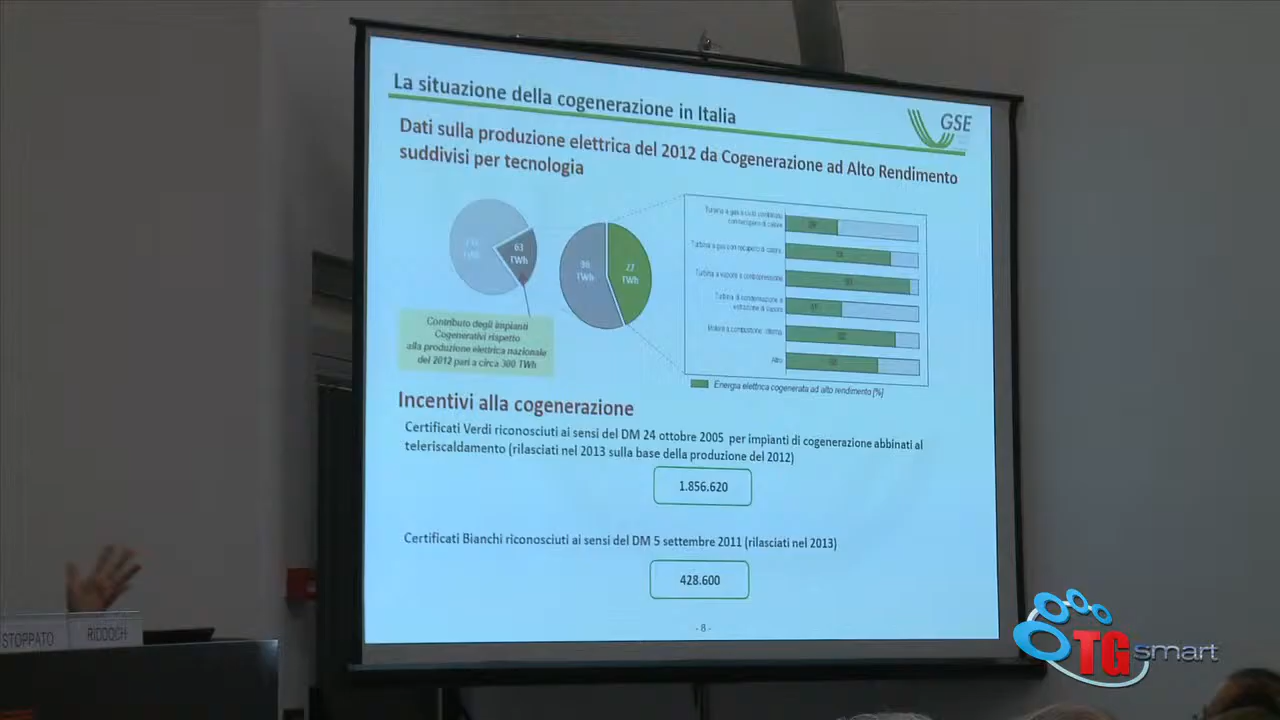 La situazione della cogenerazione in Italia
GSE
Dati sulla produzione elettrica del 2012 da Cogenerazione ad Alto Rendimento
suddivisi per tecnologia
63
TWh
TWh
TWh
27
TWh
Contributo degli impianti
Cogenerativi rispetto
alla produzione elettrica nazionale
del 2012 pari a circa 300 TWh
Turbina a gas a ciclo combinato
con recupero di calore
Turbina a gas con recupero di calore
Turbina a vapore a contropressione
Turbina di condensazione a
estrazione di vapore
Motore a combustione interna
Altro
Energia elettrica cogenerata ad alto rendimento [%]
Incentivi alla cogenerazione
Certificati Verdi riconosciuti ai sensi del DM 24 ottobre 2005 per impianti di cogenerazione abbinati al
teleriscaldamento (rilasciati nel 2013 sulla base della produzione del 2012)
1.856.620
Certificati Bianchi riconosciuti ai sensi del DM 5 settembre 2011 (rilasciati nel 2013)
428.600
- 8 -
STOPPATO
RIDDOCH
TG smart